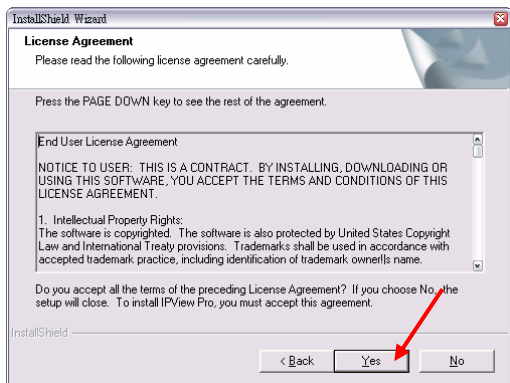 InstallShield Wizard
License Agreement
Please read the following license agreement carefully.
Press the PAGE DOWN key to see the rest of the agreement.
End User License Agreement
NOTICE TO USER: THIS IS A CONTRACT. BY INSTALLING, DOWNLOADING OR
USING THIS SOFTWARE, YOU ACCEPT THE TERMS AND CONDITIONS OF THIS
LICENSE AGREEMENT.
1. Intellectual Property Rights:
The software is copyrighted. The software is also protected by United States Copyright
Law and International Treaty provisions. Trademarks shall be used in accordance with
accepted trademark practice, including identification of trademark owner!|s name.
Do you accept all the terms of the preceding License Agreement? If you choose No, the
setup will close. To install IPView Pro, you must accept this agreement.
InstallShield
< Back Yes No